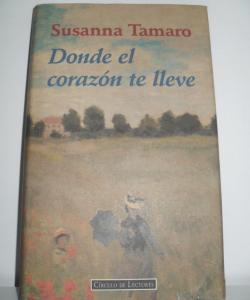 Susanna Tamaro
Donde el
corazón te lleve
CÍRCULO DE LECTORES